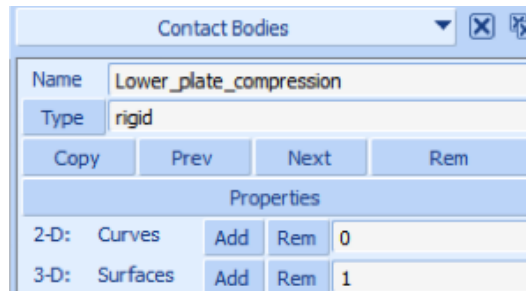 Contact Bodies
Name Lower_plate_compression
Type rigid
Copy Prev Next Rem
Properties
2-D: Curves Add Rem 0
3-D: Surfaces Add Rem 1